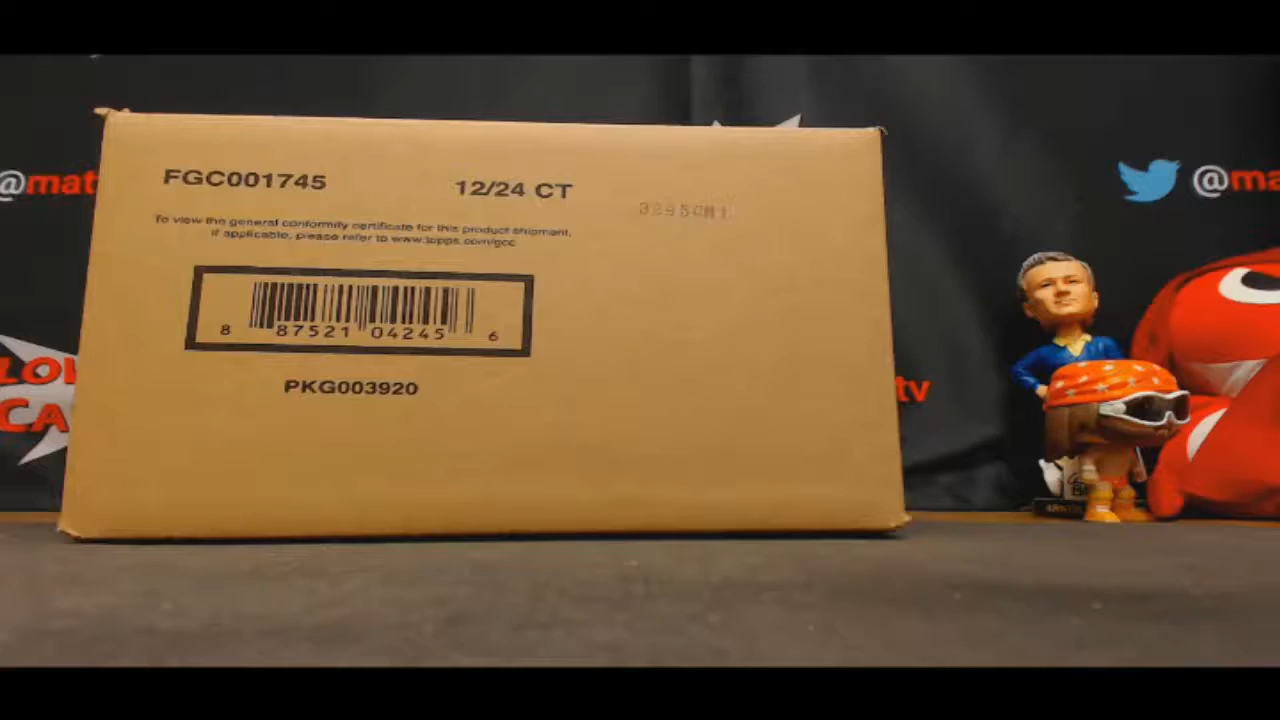 FGC001745
12/24 CT
3295CM1
To view the general conformity certificate for this product shipment,
if applicable, please refer to www.topps.com/gcc
8 87521 04245 6
PKG003920
@mat
@ma
tv